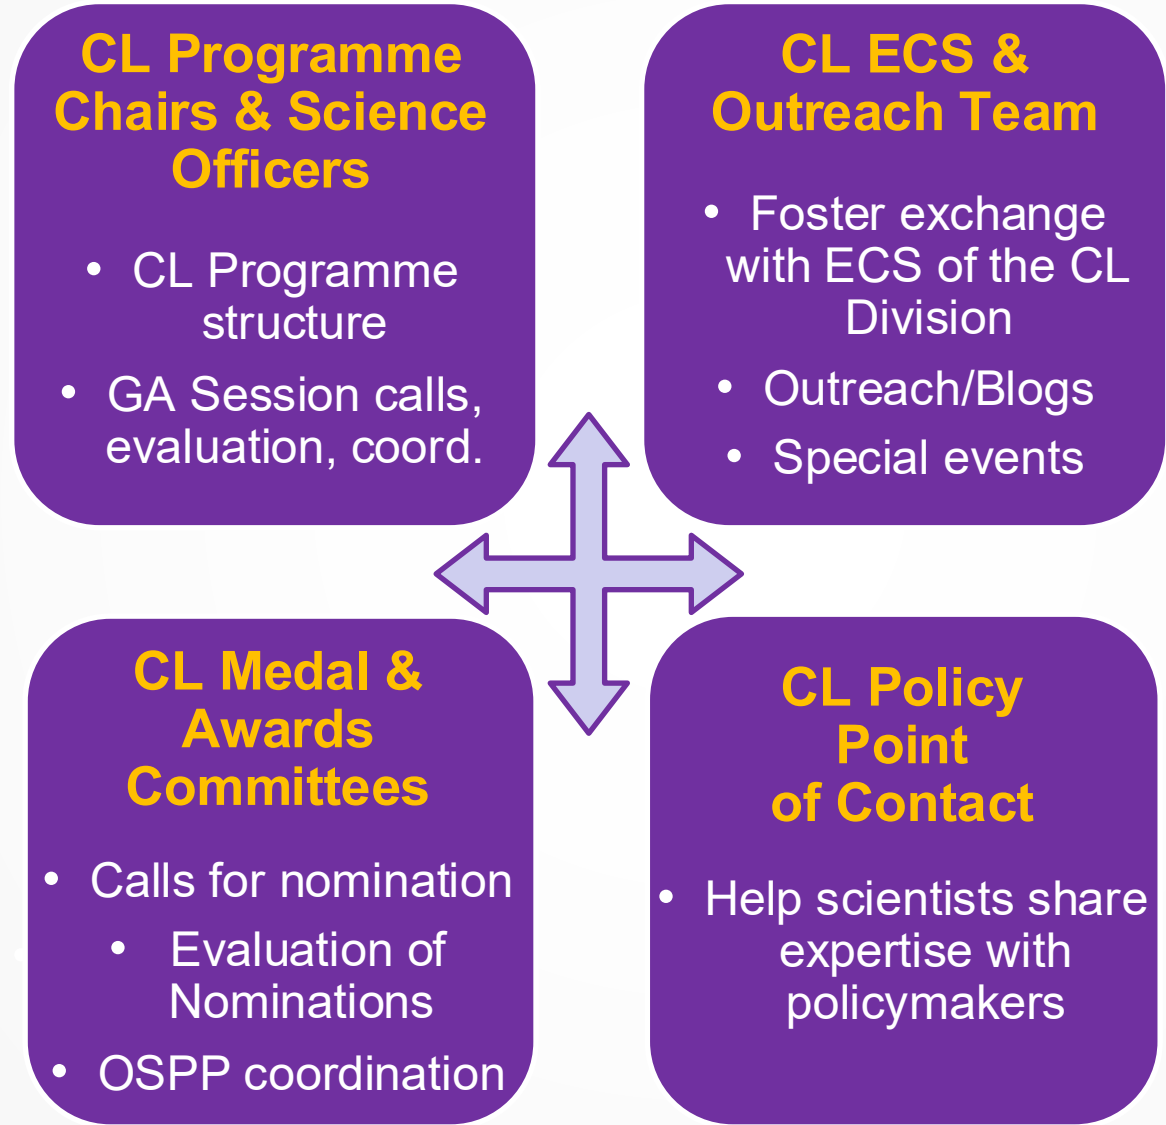 CL Programme
Chairs & Science
Officers
• CL Programme
structure
• GA Session calls,
evaluation, coord.
CL ECS &
Outreach Team
• Foster exchange
with ECS of the CL
Division
• Outreach/Blogs
• Special events
CL Medal &
Awards
Committees
• Calls for nomination
• Evaluation of
Nominations
• OSPP coordination
CL Policy
Point
of Contact
• Help scientists share
expertise with
policymakers